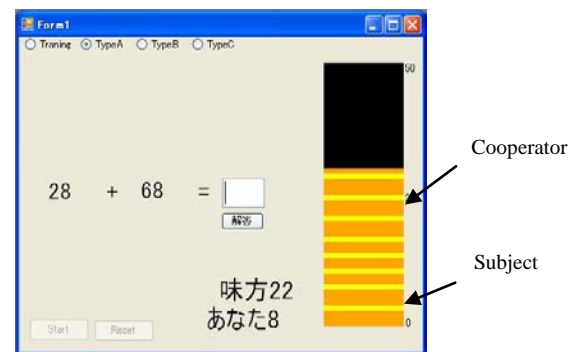 Form1
Traning TypeA TypeB TypeC
50
Cooperator
28 + 68 =
解答
Subject
味方22
あなた8
Start Reset
0